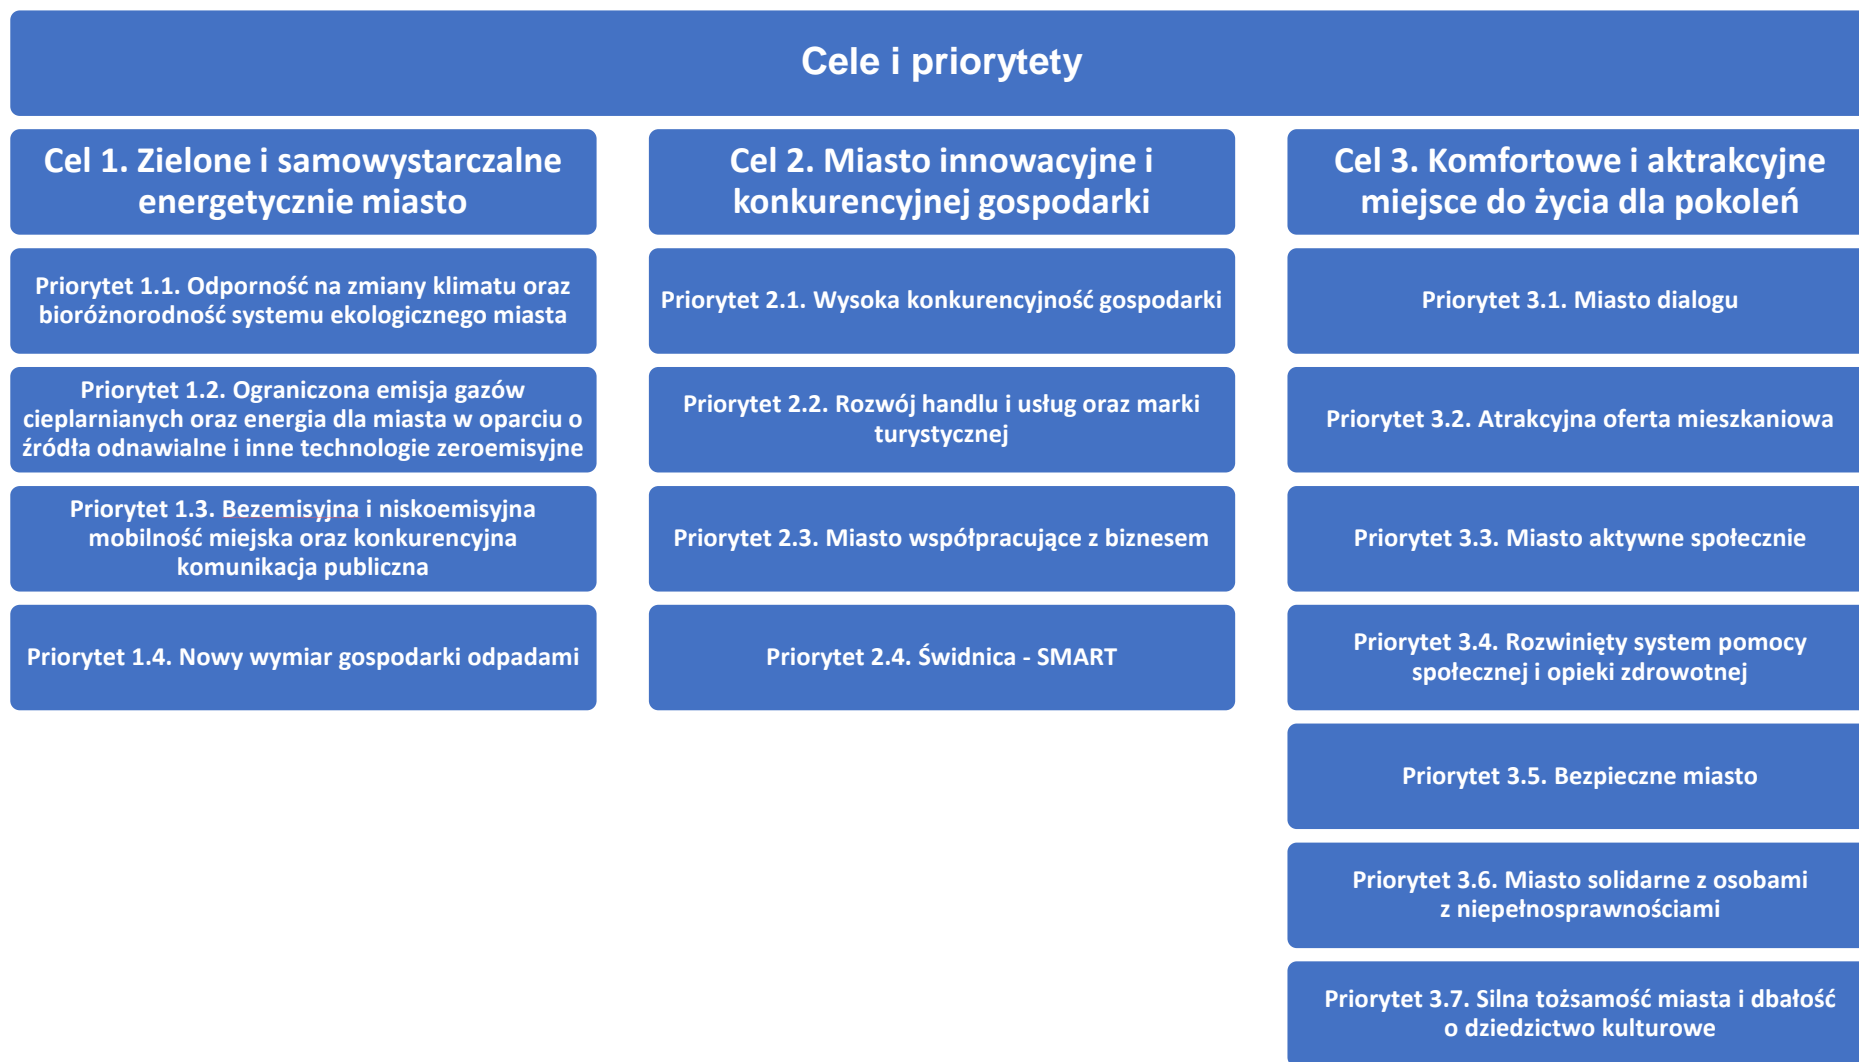 Cele i priorytety
Cel 1. Zielone i samowystarczalne
energetycznie miasto
Priorytet 1.1. Odporność na zmiany klimatu oraz
bioróżnorodność systemu ekologicznego miasta
Priorytet 1.2. Ograniczona emisja gazów
cieplarnianych oraz energia dla miasta w oparciu o
źródła odnawialne i inne technologie zeroemisyjne
Priorytet 1.3. Bezemisyjna i niskoemisyjna
mobilność miejska oraz konkurencyjna
komunikacja publiczna
Priorytet 1.4. Nowy wymiar gospodarki odpadami
Cel 2. Miasto innowacyjne i
konkurencyjnej gospodarki
Priorytet 2.1. Wysoka konkurencyjność gospodarki
Priorytet 2.2. Rozwój handlu i usług oraz marki
turystycznej
Priorytet 2.3. Miasto współpracujące z biznesem
Priorytet 2.4. Świdnica - SMART
Cel 3. Komfortowe i aktrakcyjne
miejsce do życia dla pokoleń
Priorytet 3.1. Miasto dialogu
Priorytet 3.2. Atrakcyjna oferta mieszkaniowa
Priorytet 3.3. Miasto aktywne społecznie
Priorytet 3.4. Rozwinięty system pomocy
społecznej i opieki zdrowotnej
Priorytet 3.5. Bezpieczne miasto
Priorytet 3.6. Miasto solidarne z osobami
z niepełnosprawnościami
Priorytet 3.7. Silna tożsamość miasta i dbałość
o dziedzictwo kulturowe